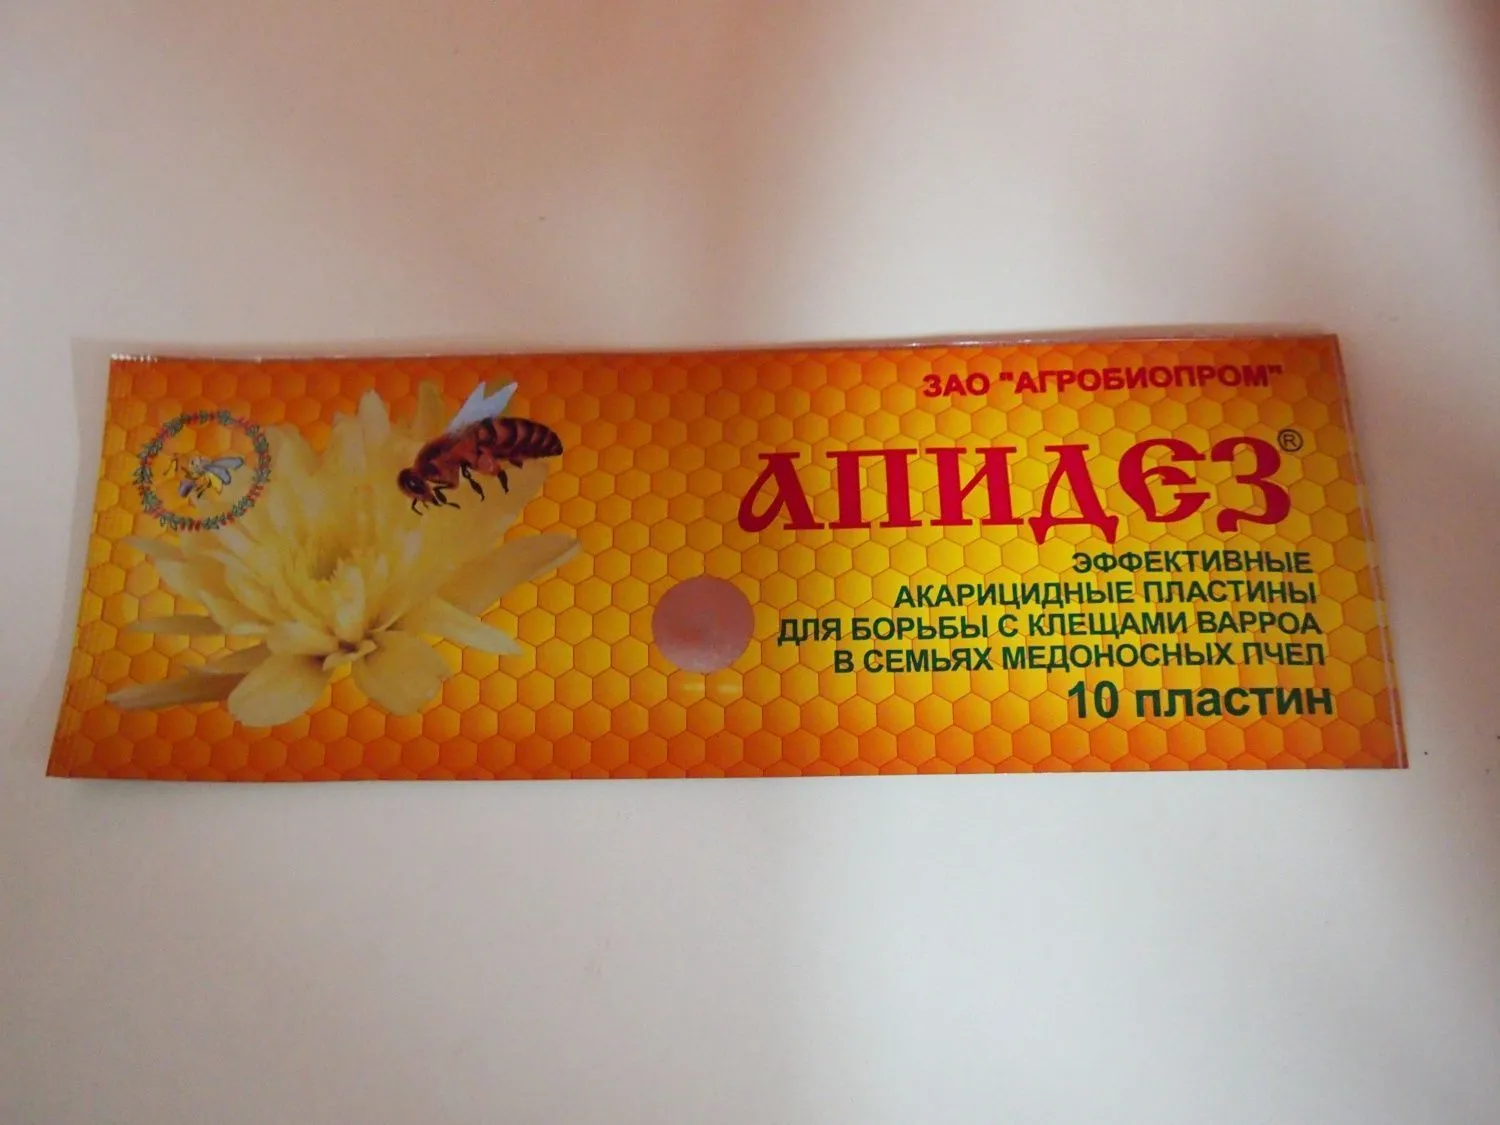 ЗАО "АГРОБИОПРОМ"
АПИДЕЗ®
ЭФФЕКТИВНЫЕ
АКАРИЦИДНЫЕ ПЛАСТИНЫ
ДЛЯ БОРЬБЫ С КЛЕЩАМИ ВАРРОА
В СЕМЬЯХ МЕДОНОСНЫХ ПЧЕЛ
10 пластин